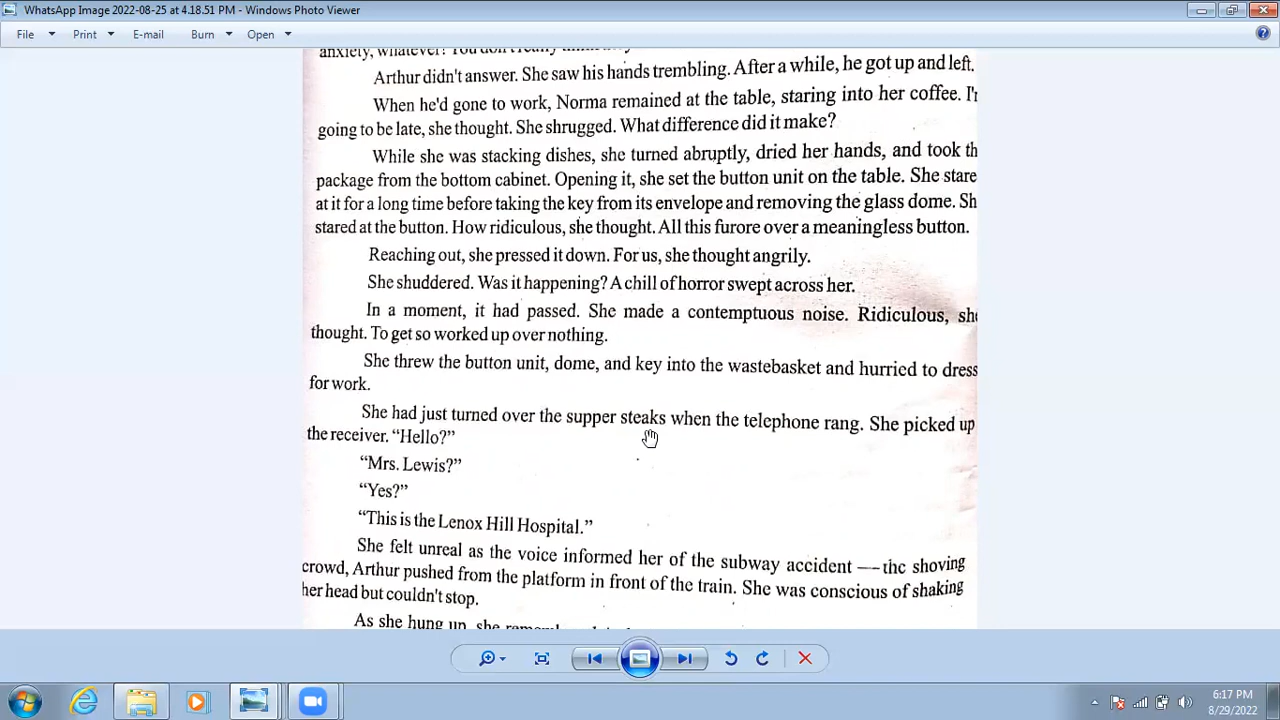 WhatsApp Image 2022-08-25 at 4.18.51 PM - Windows Photo Viewer
File Print E-mail Burn Open
anxiety, whatever! You don't really
Arthur didn't answer. She saw his hands trembling. After a while, he got up and left.
When he'd gone to work, Norma remained at the table, staring into her coffee.
going to be late, she thought. She shrugged. What difference did it make?
While she was stacking dishes, she turned abruptly, dried her hands, and took th
package from the bottom cabinet. Opening it, she set the button unit on the table. She stare
at it for a long time before taking the key from its envelope and removing the glass dome. Sh
stared at the button. How ridiculous, she thought. All this furore over a meaningless button.
Reaching out, she pressed it down. For us, she thought angrily.
She shuddered. Was it happening? A chill of horror swept across her.
In a moment, it had passed. She made a contemptuous noise. Ridiculous, she
thought. To get so worked up over nothing.
She threw the button unit, dome, and key into the wastebasket and hurried to dress
for work.
She had just turned over the supper steaks when the telephone rang. She picked up
the receiver. “Hello?”
“Mrs. Lewis?”
“Yes?”
“This is the Lenox Hill Hospital.”
She felt unreal as the voice informed her of the subway accident — the shoving
crowd, Arthur pushed from the platform in front of the train. She was conscious of shaking
her head but couldn't stop.
As she hung up, she
6:17 PM
8/29/2022